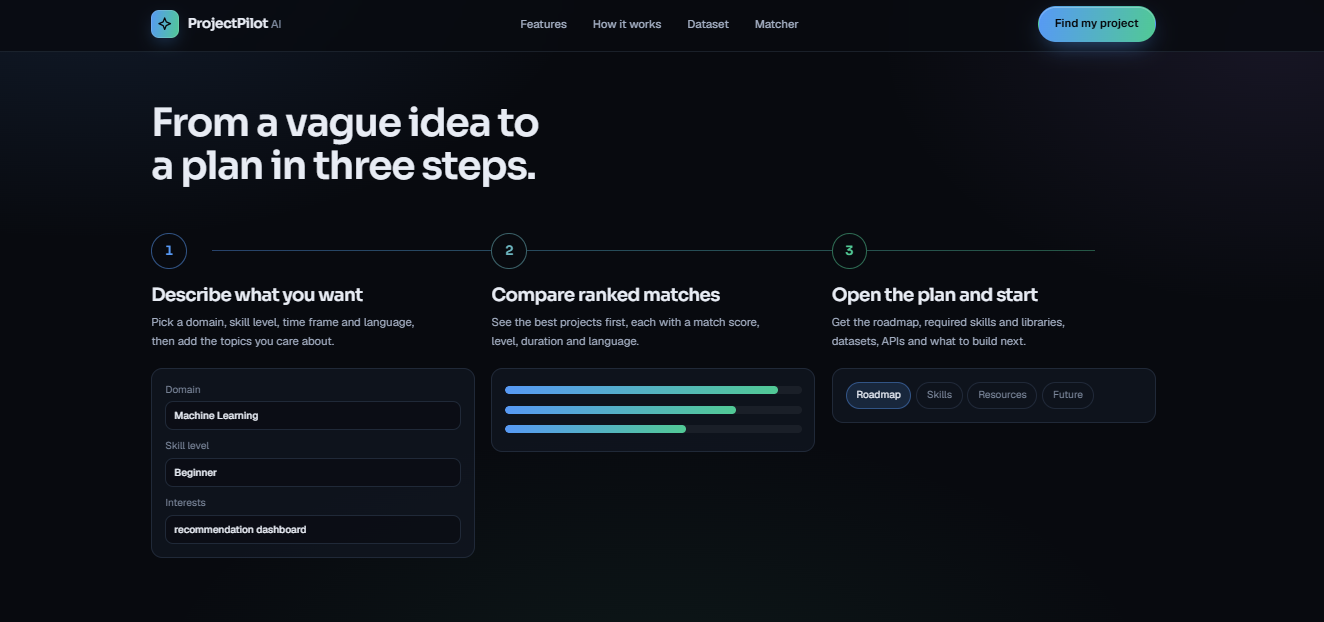 ProjectPilot AI
Features
How it works
Dataset
Matcher
Find my project
From a vague idea to
a plan in three steps.
1
Describe what you want
Pick a domain, skill level, time frame and language,
then add the topics you care about.
Domain
Machine Learning
Skill level
Beginner
Interests
recommendation dashboard
2
Compare ranked matches
See the best projects first, each with a match score,
level, duration and language.
3
Open the plan and start
Get the roadmap, required skills and libraries,
datasets, APIs and what to build next.
Roadmap
Skills
Resources
Future